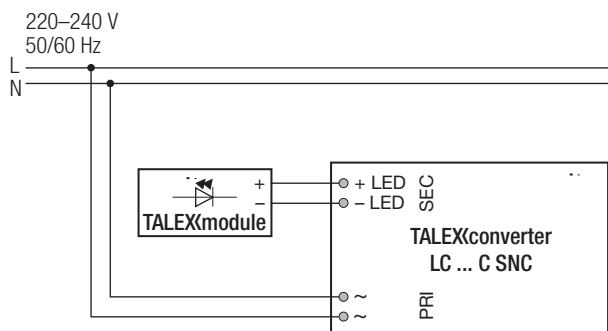 220–240 V
50/60 Hz
L
N
+
–
TALEXmodule
+ LED
– LED
SEC
TALEXconverter
LC ... C SNC
~
~
PRI